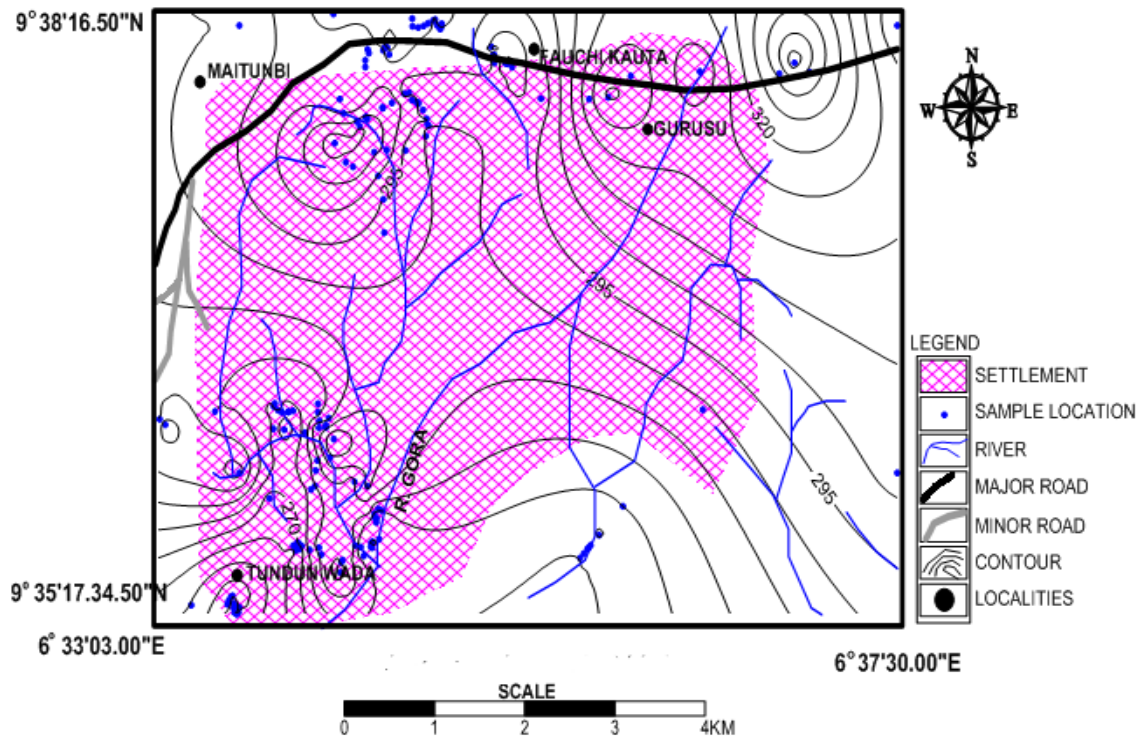 9° 38'16.50"N
MAITUNBI
FAUCHI KAUTA
GURUSU
320
295
295
295
270
R. GORA
TUNDUN WADA
9° 35'17.34.50"N
6° 33'03.00"E
6° 37'30.00"E
N
W
E
S
LEGEND
SETTLEMENT
SAMPLE LOCATION
RIVER
MAJOR ROAD
MINOR ROAD
CONTOUR
LOCALITIES
SCALE
0 1 2 3 4KM